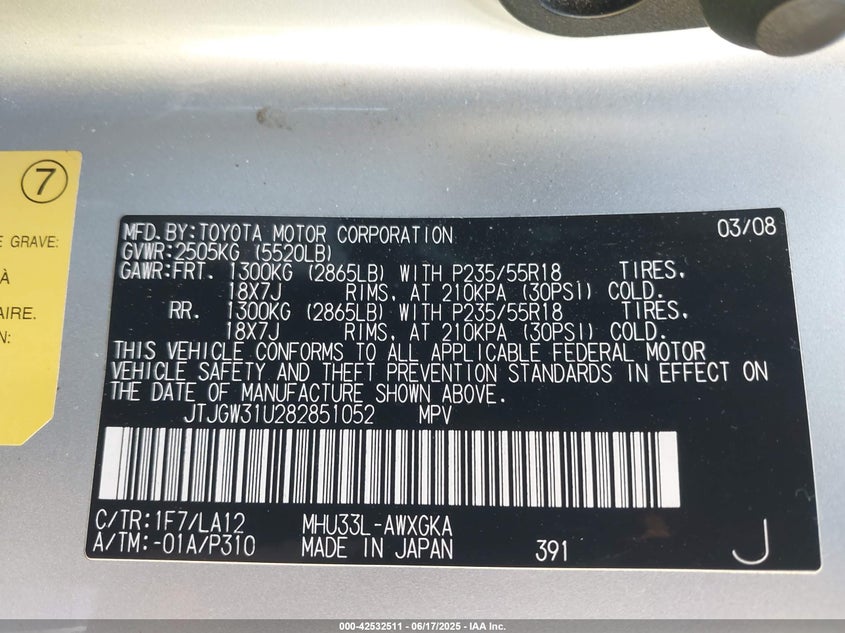 7
E GRAVE:
À
AIRE.
N:
MFD.BY:TOYOTA MOTOR CORPORATION 03/08
GVWR:2505KG (5520LB)
GAWR:FRT. 1300KG (2865LB) WITH P235/55R18 TIRES,
18X7J RIMS, AT 210KPA (30PSI) COLD.
RR. 1300KG (2865LB) WITH P235/55R18 TIRES,
18X7J RIMS, AT 210KPA (30PSI) COLD.
THIS VEHICLE CONFORMS TO ALL APPLICABLE FEDERAL MOTOR
VEHICLE SAFETY AND THEFT PREVENTION STANDARDS IN EFFECT ON
THE DATE OF MANUFACTURE SHOWN ABOVE.
JTJGW31U282851052 MPV
C/TR:1F7/LA12 MHU33L-AWXGKA
A/TM:-01A/P310 MADE IN JAPAN 391 J
000-42532511 - 06/17/2025 - IAA Inc.